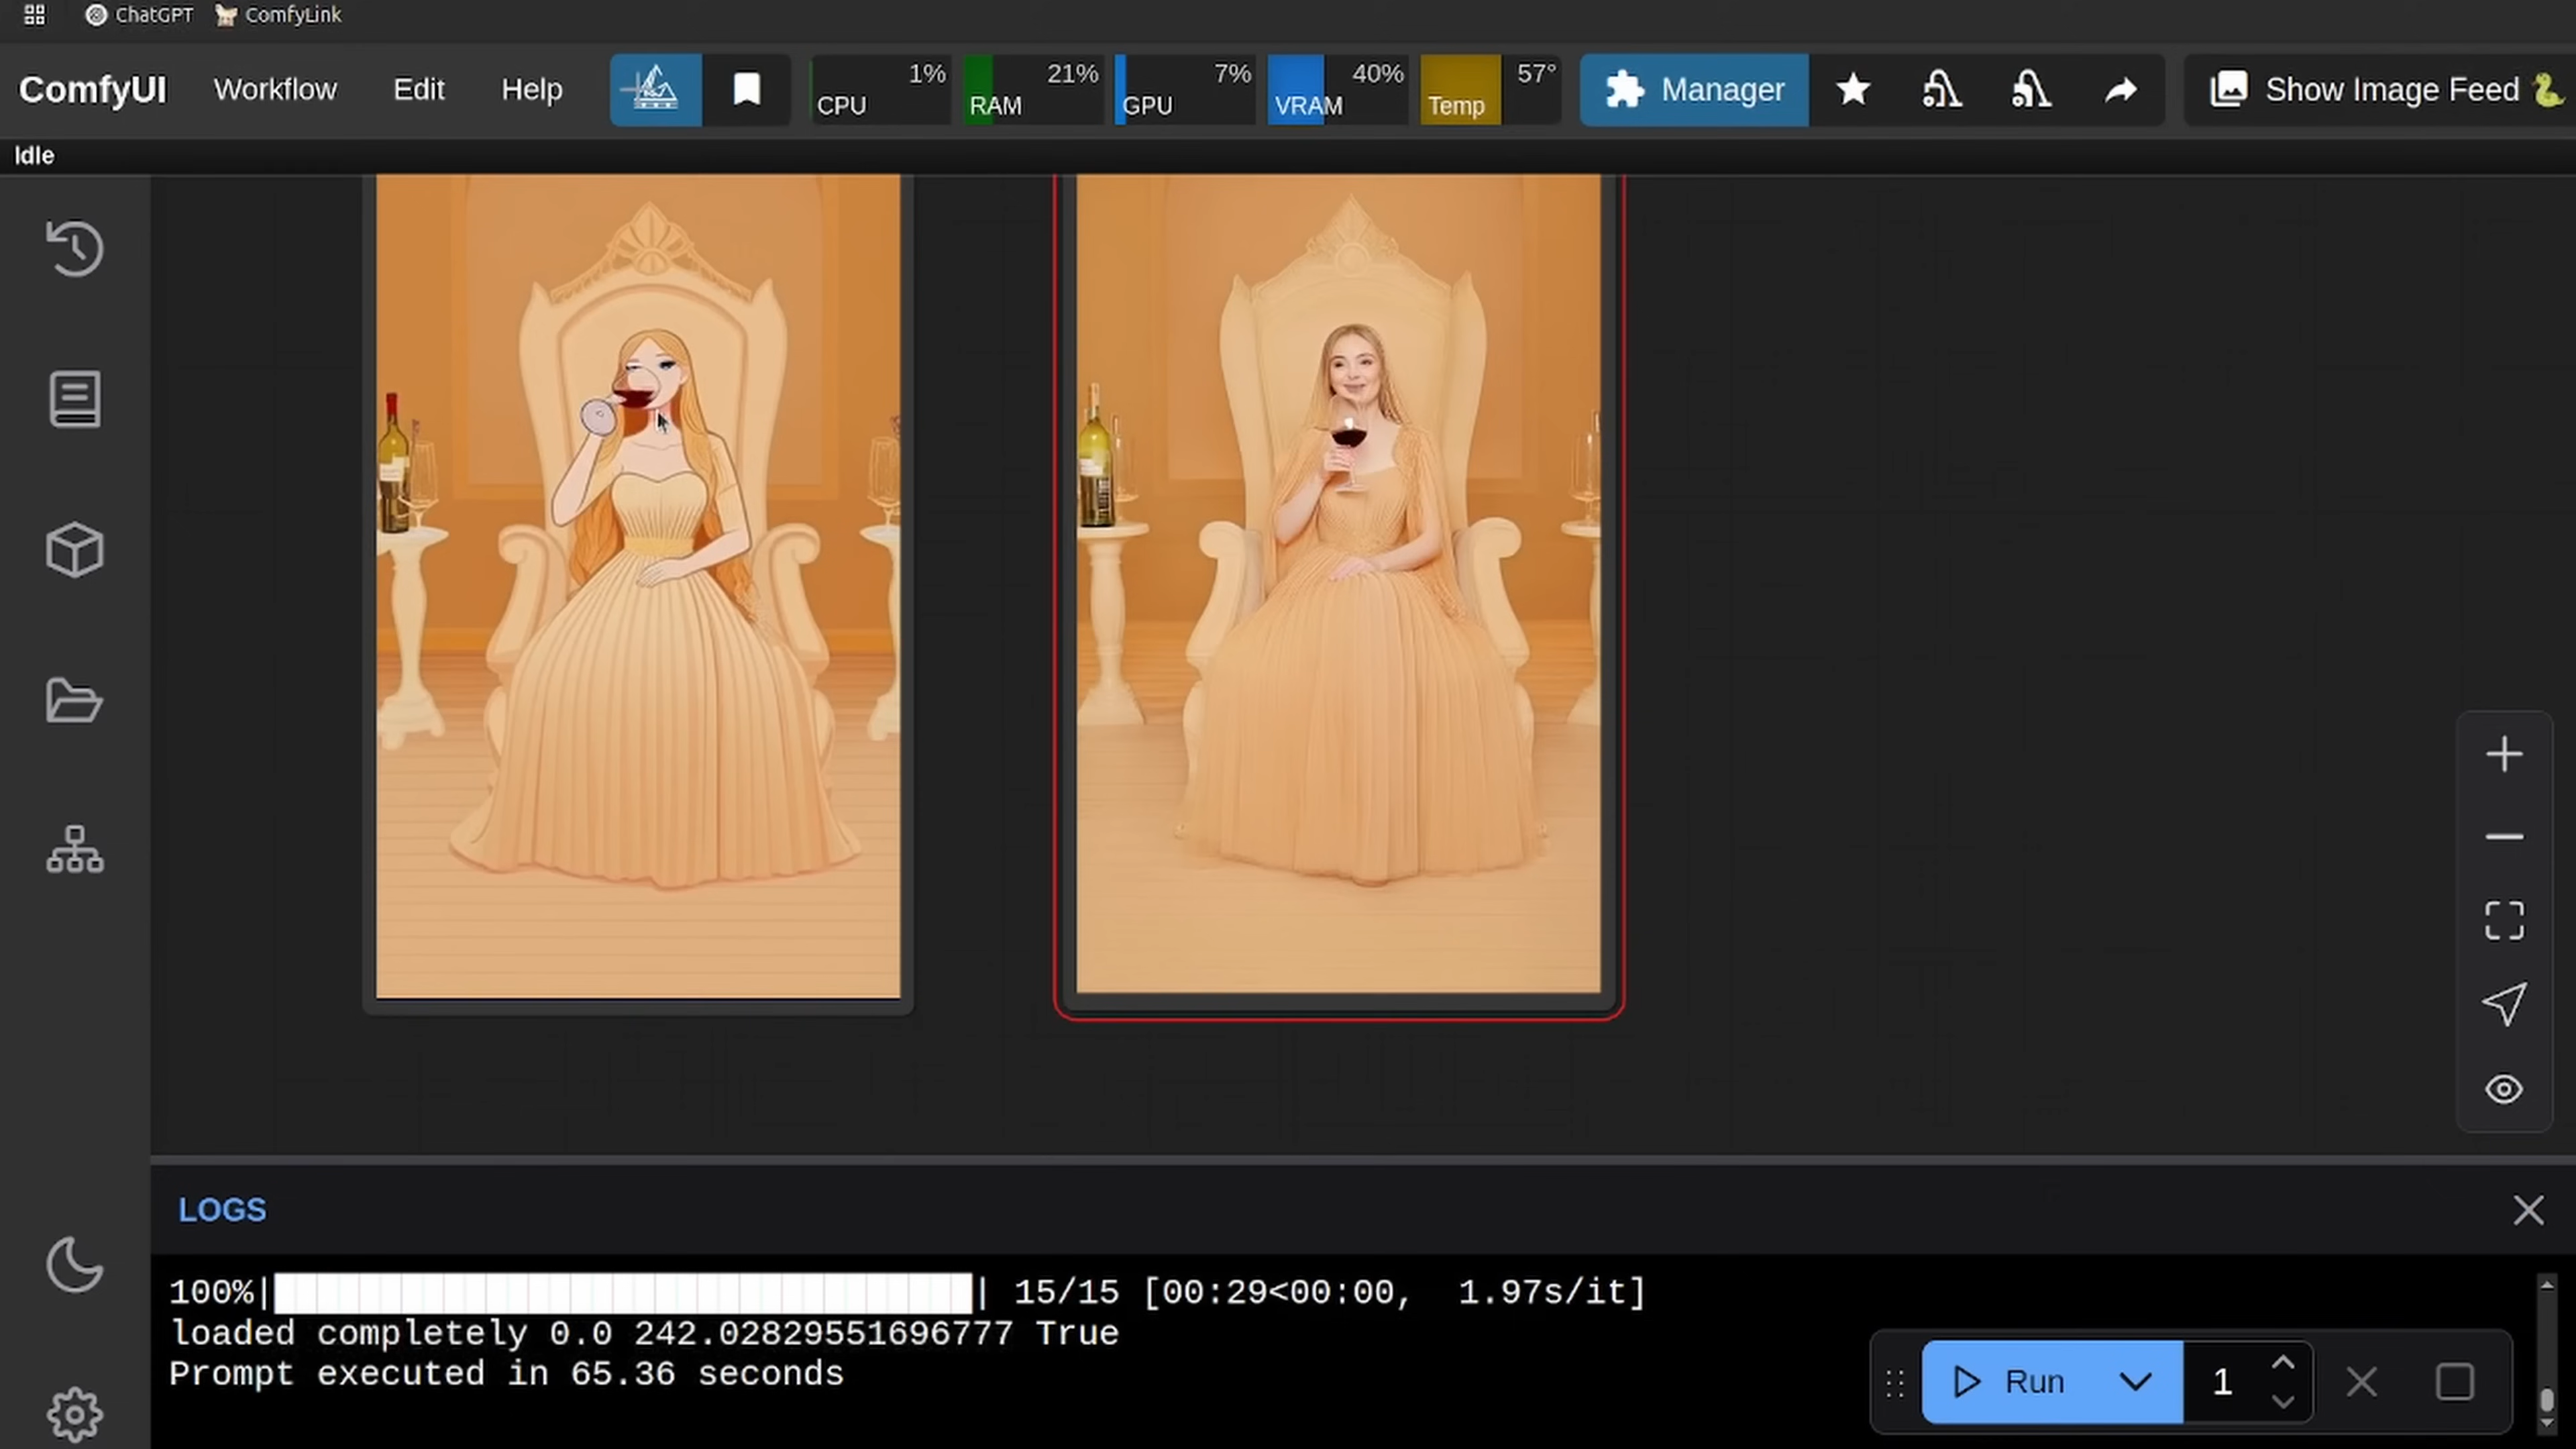 ChatGPT ComfyLink
ComfyUI Workflow Edit Help 1% CPU 21% RAM 7% GPU 40% VRAM 57° Temp Manager Show Image Feed
Idle
LOGS
100%| | 15/15 [00:29<00:00, 1.97s/it]
loaded completely 0.0 242.02829551696777 True
Prompt executed in 65.36 seconds
Run 1